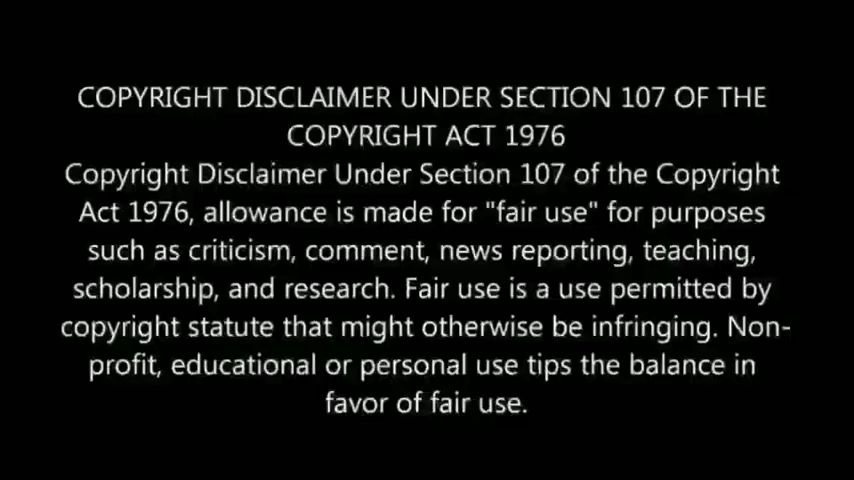 COPYRIGHT DISCLAIMER UNDER SECTION 107 OF THE
COPYRIGHT ACT 1976
Copyright Disclaimer Under Section 107 of the Copyright
Act 1976, allowance is made for "fair use" for purposes
such as criticism, comment, news reporting, teaching,
scholarship, and research. Fair use is a use permitted by
copyright statute that might otherwise be infringing. Non-
profit, educational or personal use tips the balance in
favor of fair use.